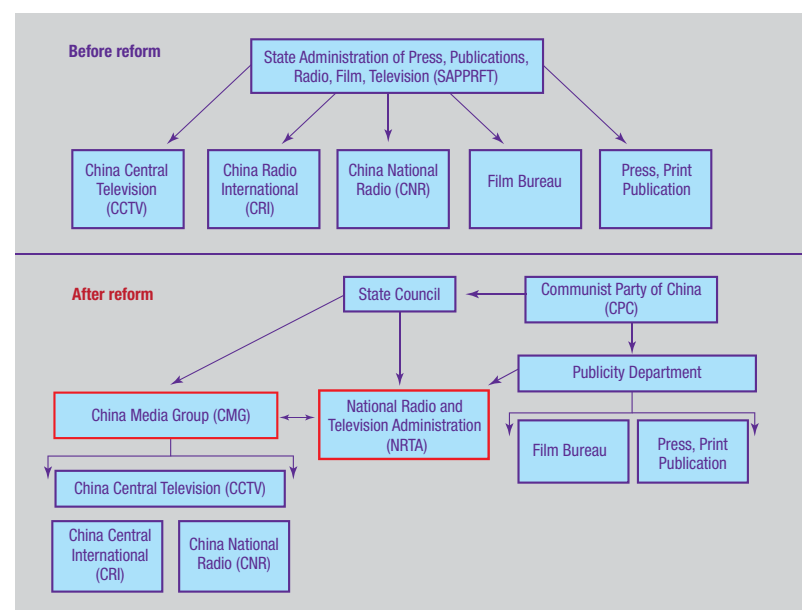 Before reform
State Administration of Press, Publications,
Radio, Film, Television (SAPPRFT)
China Central
Television
(CCTV)
China Radio
International
(CRI)
China National
Radio (CNR)
Film Bureau
Press, Print
Publication
After reform
State Council
Communist Party of China
(CPC)
Publicity Department
China Media Group (CMG)
National Radio and
Television Administration
(NRTA)
Film Bureau
Press, Print
Publication
China Central Television (CCTV)
China Central
International
(CRI)
China National
Radio (CNR)